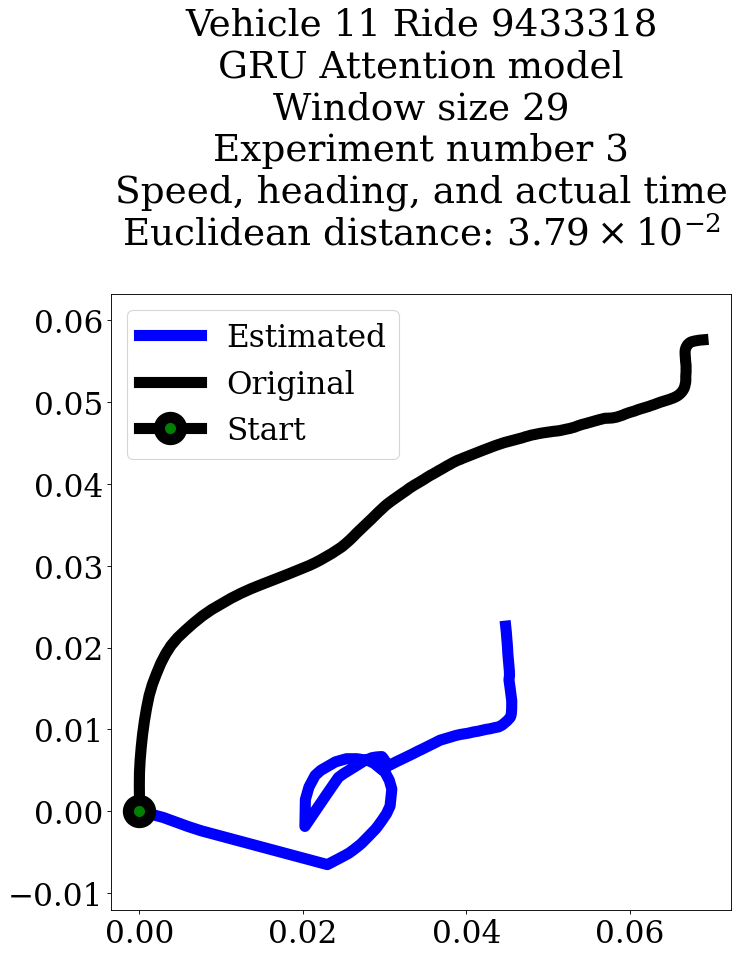 Vehicle 11 Ride 9433318
GRU Attention model
Window size 29
Experiment number 3
Speed, heading, and actual time
Euclidean distance: 3.79 × 10⁻²
Estimated
Original
Start
0.06
0.05
0.04
0.03
0.02
0.01
0.00
−0.01
0.00 0.02 0.04 0.06